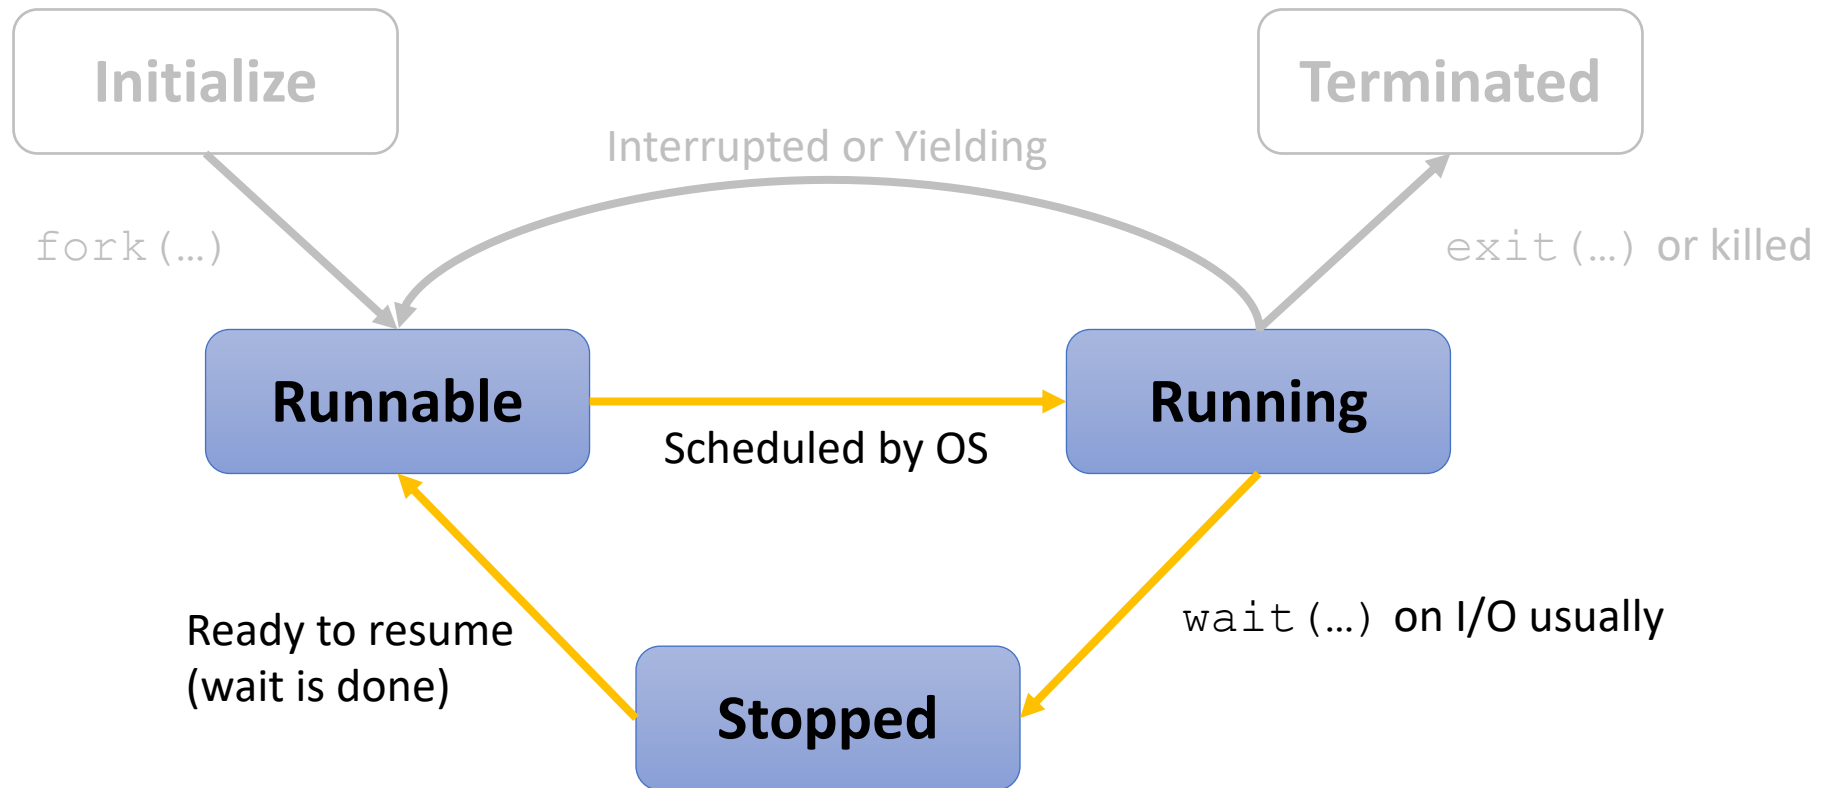 Initialize
Terminated
Interrupted or Yielding
fork(…)
exit(…) or killed
Runnable
Running
Scheduled by OS
Ready to resume
(wait is done)
wait(…) on I/O usually
Stopped